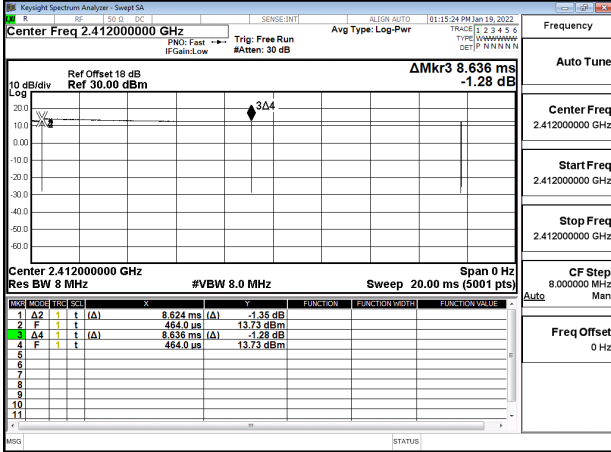 Keysight Spectrum Analyzer - Swept SA
LXI R RF 50 Ω DC SENSE:INT ALIGN AUTO 01:15:24 PM Jan 19, 2022
Center Freq 2.412000000 GHz
PNO: Fast
IFGain:Low
Trig: Free Run
#Atten: 30 dB
Avg Type: Log-Pwr
TRACE 1 2 3 4 5 6
TYPE WWWWWW
DET P N N N N N
Ref Offset 18 dB
10 dB/div Ref 30.00 dBm
ΔMkr3 8.636 ms
-1.28 dB
Log
20.0
10.0
0.00
-10.0
-20.0
-30.0
-40.0
-50.0
-60.0
3Δ4
Center 2.412000000 GHz Span 0 Hz
Res BW 8 MHz #VBW 8.0 MHz Sweep 20.00 ms (5001 pts)
MKR MODE TRC SCL X Y FUNCTION FUNCTION WIDTH FUNCTION VALUE
1 Δ2 1 t (Δ) 8.624 ms (Δ) -1.35 dB
2 F 1 t 464.0 µs 13.73 dBm
3 Δ4 1 t (Δ) 8.636 ms (Δ) -1.28 dB
4 F 1 t 464.0 µs 13.73 dBm
5
6
7
8
9
10
11
MSG STATUS
Frequency
Auto Tune
Center Freq
2.412000000 GHz
Start Freq
2.412000000 GHz
Stop Freq
2.412000000 GHz
CF Step
8.000000 MHz
Auto Man
Freq Offset
0 Hz